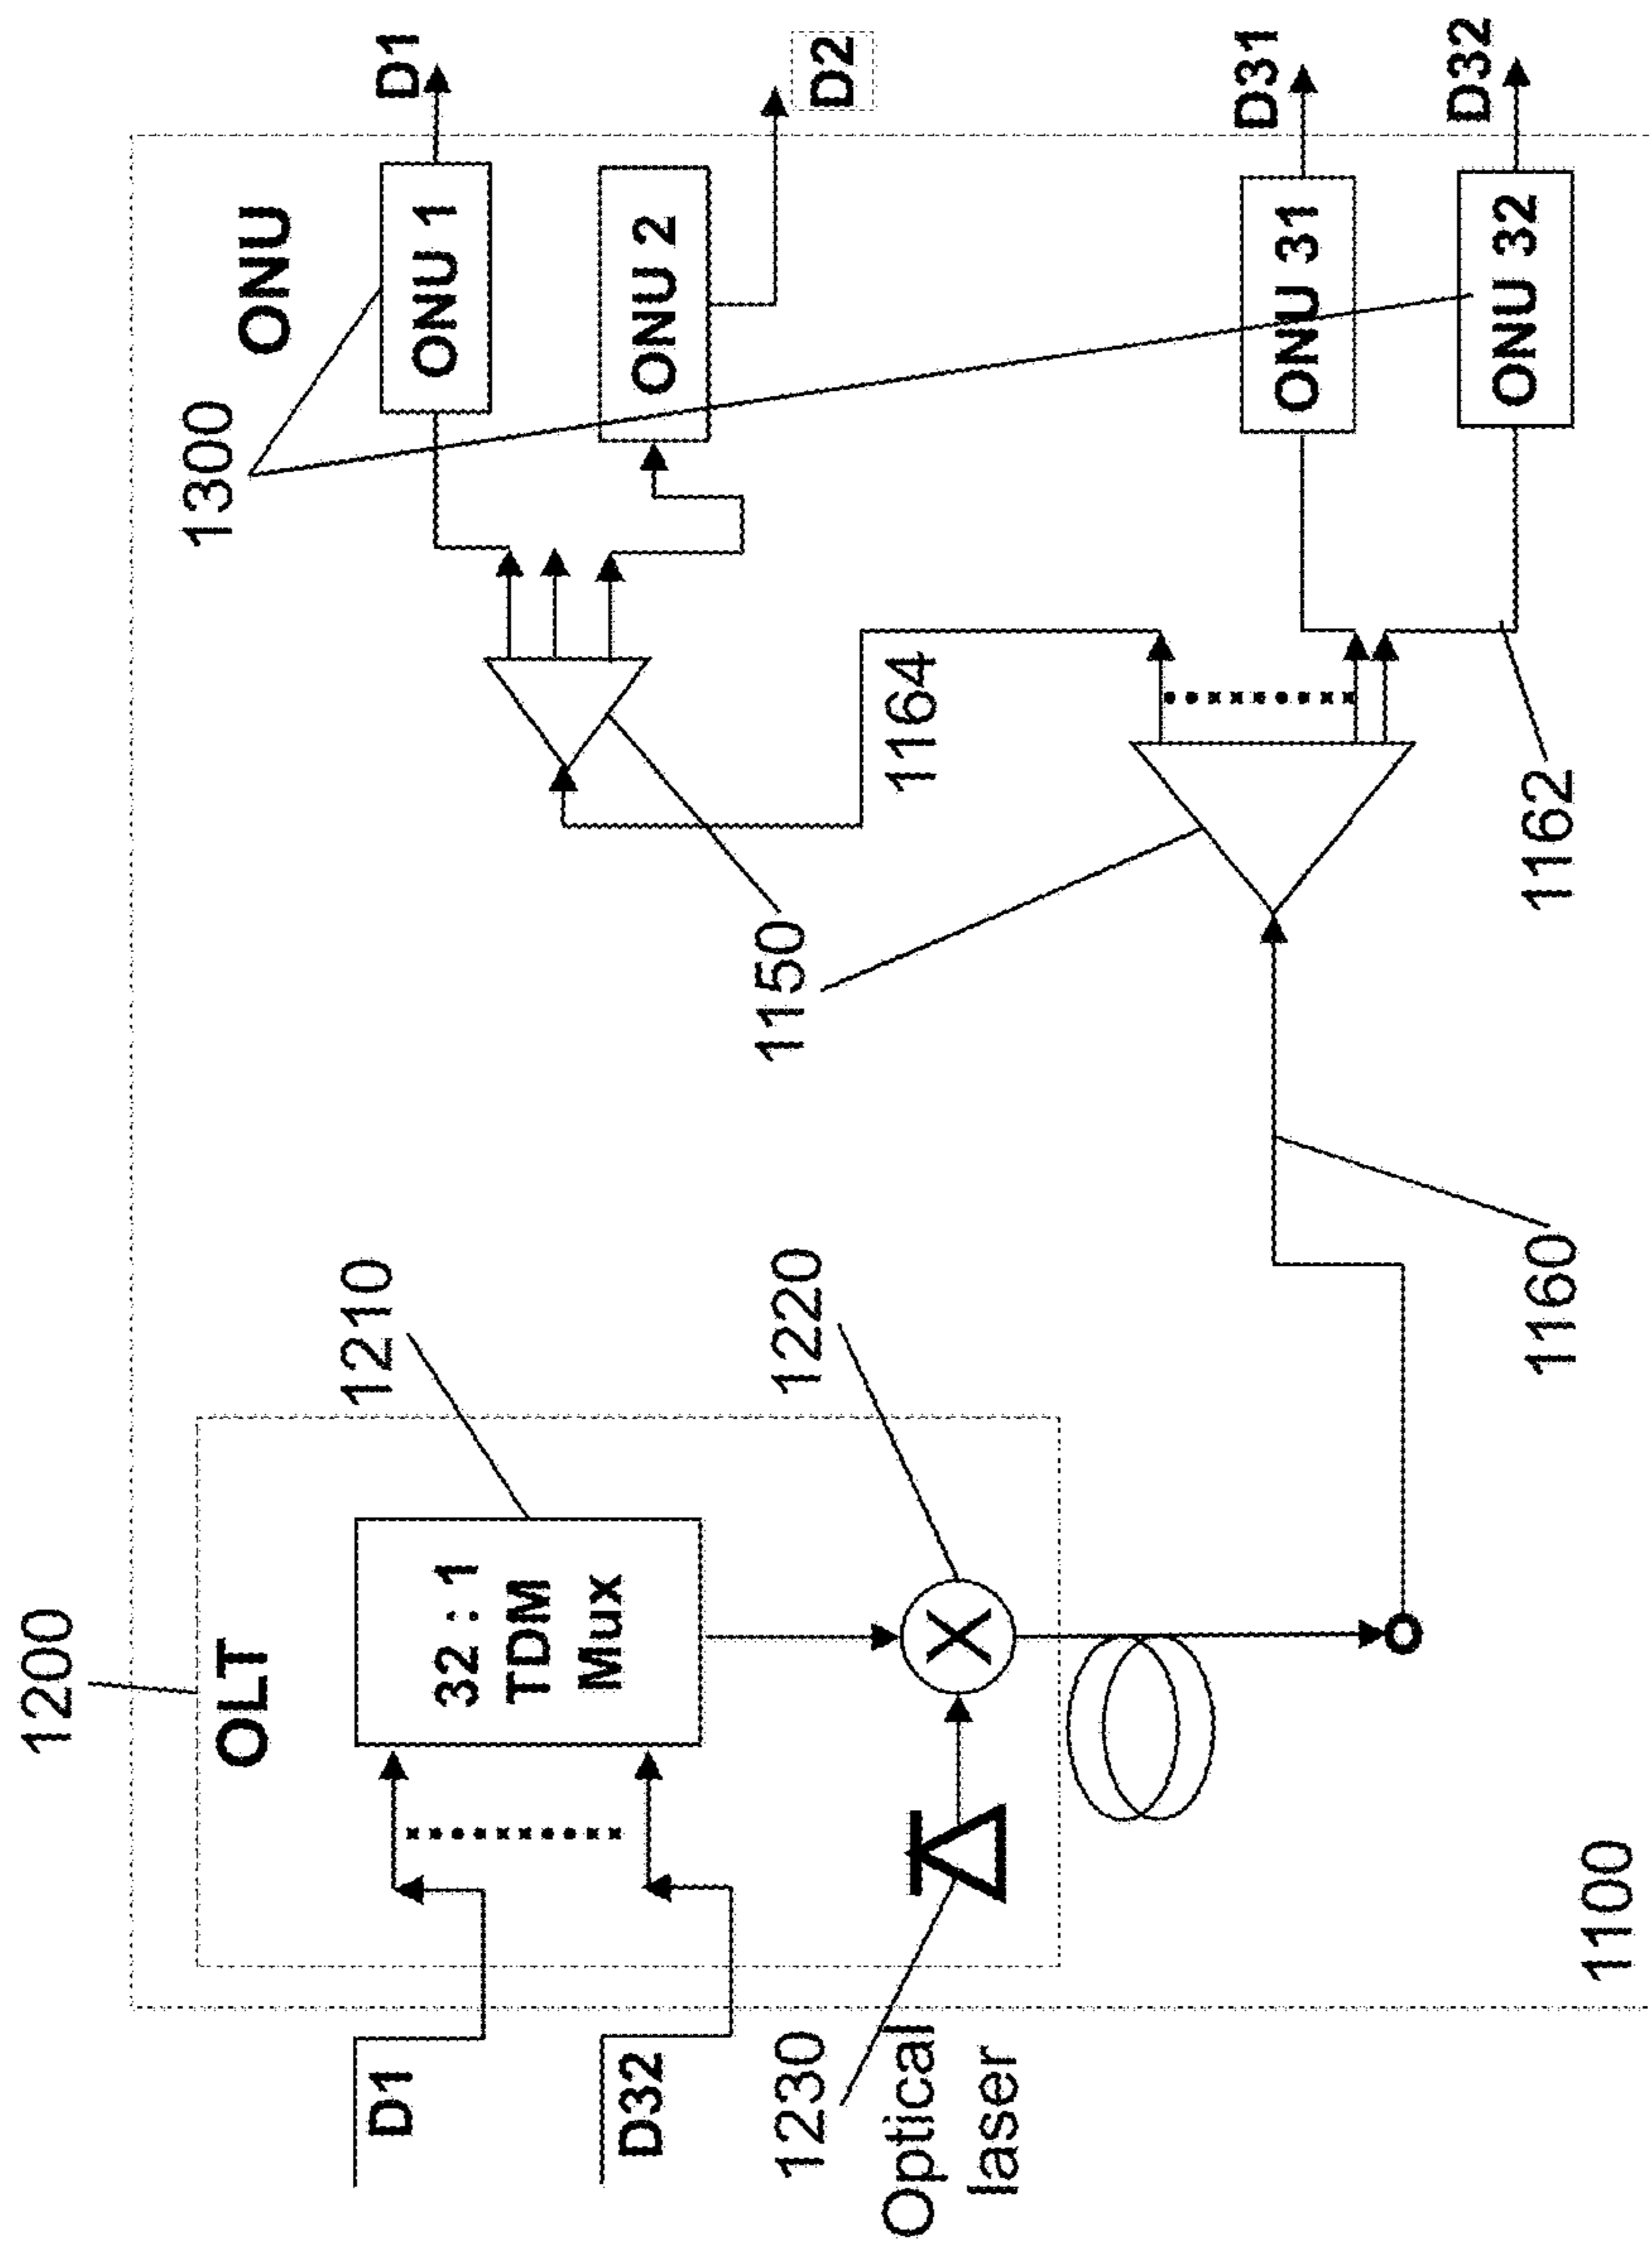 1200
OLT
1210
32 : 1
TDM
Mux
D1
D32
1220
1230
Optical
laser
1100
1160
1150
1164
1162
1300
ONU
ONU 1
ONU 2
ONU 31
ONU 32
D1
D2
D31
D32
X